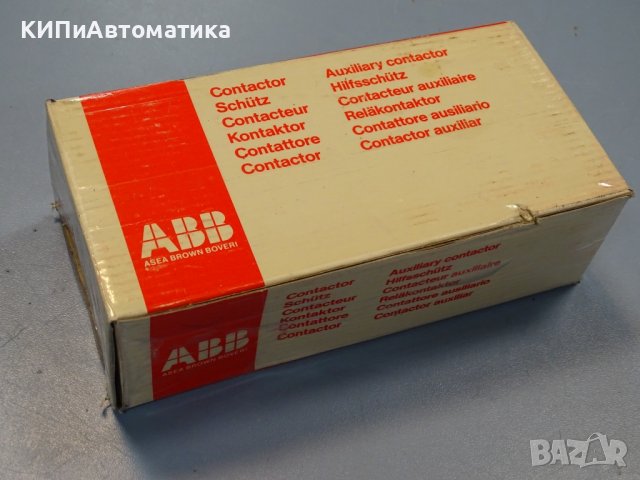 КИПиАвтоматика
Contactor
Schütz
Contacteur
Kontaktor
Contattore
Contactor
Auxiliary contactor
Hilfsschütz
Contacteur auxiliaire
Reläkontaktor
Contattore ausiliario
Contactor auxiliar
ABB
ASEA BROWN BOVERI
Contactor
Schütz
Contacteur
Kontaktor
Contattore
Contactor
Auxiliary contactor
Hilfsschütz
Contacteur auxiliaire
Reläkontaktor
Contattore ausiliario
Contactor auxiliar
ABB
ASEA BROWN BOVERI
BAZAR